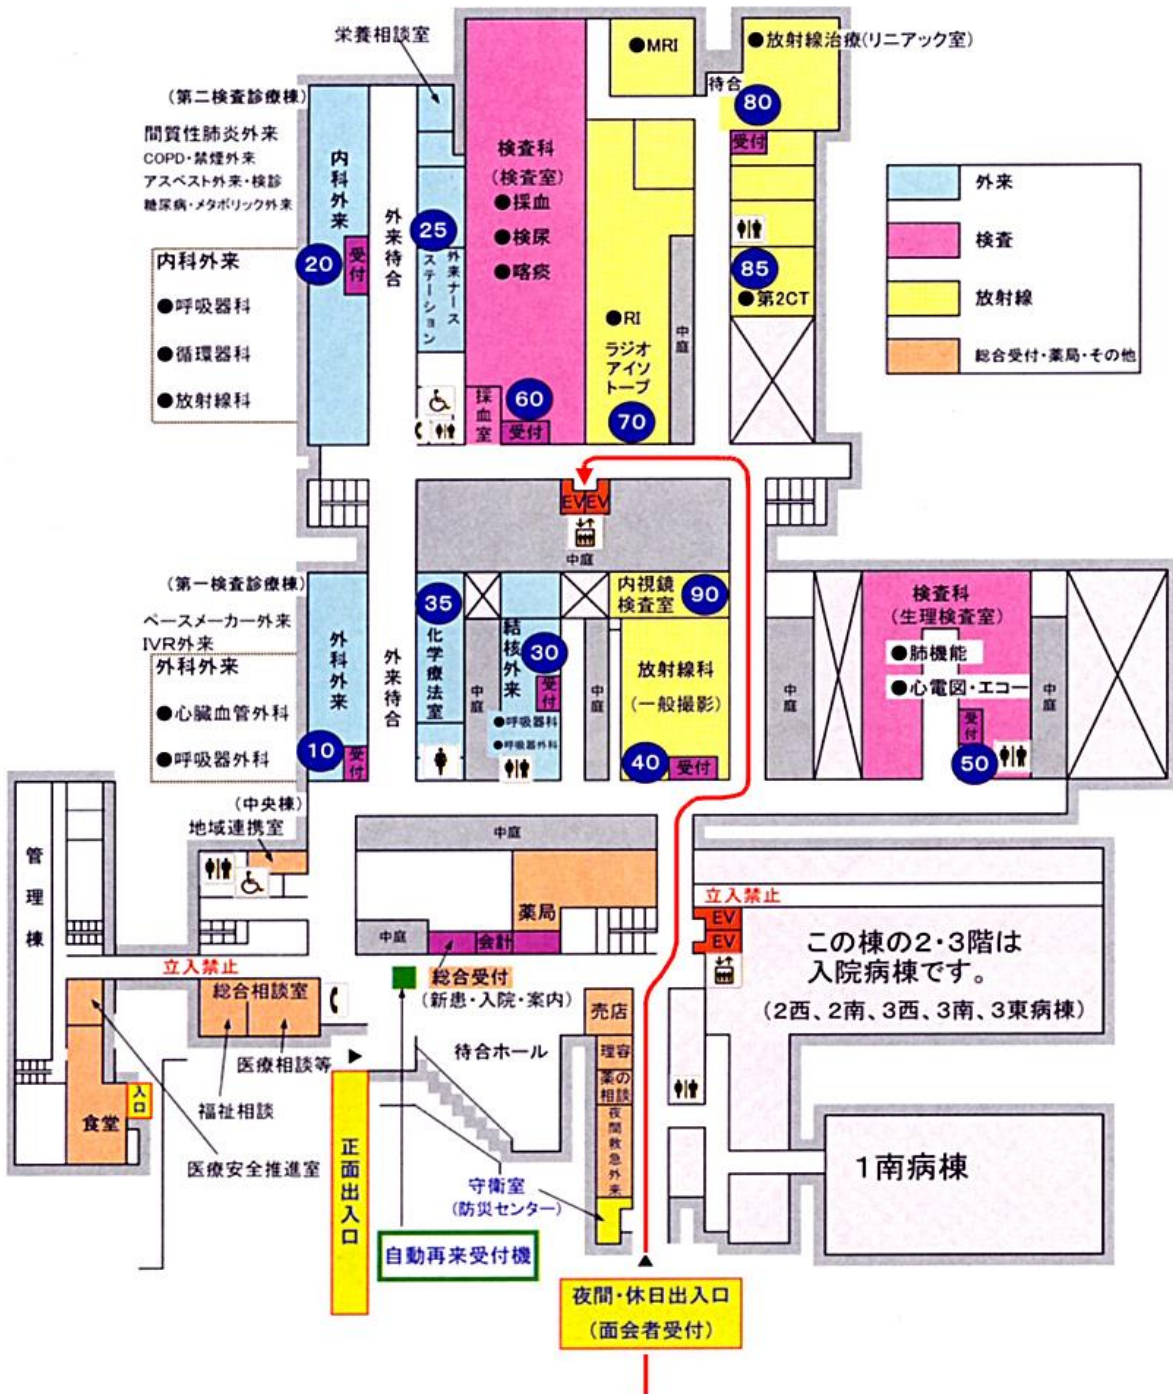 栄養相談室
●MRI
●放射線治療(リニアック室)
待合
80
受付
(第二検査診療棟)
間質性肺炎外来
COPD・禁煙外来
アスベスト外来・検診
糖尿病・メタボリック外来
内科外来
●呼吸器科
●循環器科
●放射線科
内科外来
20
受付
外来待合
25
外来ナース
ステーション
検査科
(検査室)
●採血
●検尿
●喀痰
採血室
60
受付
●RI
ラジオ
アイソ
トープ
70
中庭
85
●第2CT
外来
検査
放射線
総合受付・薬局・その他
EV
EV
中庭
(第一検査診療棟)
ペースメーカー外来
IVR外来
外科外来
●心臓血管外科
●呼吸器外科
外科外来
10
受付
外来待合
35
化学療法室
中庭
結核外来
30
受付
●呼吸器科
●呼吸器外科
中庭
内視鏡
検査室
90
放射線科
(一般撮影)
40
受付
中庭
検査科
(生理検査室)
●肺機能
●心電図・エコー
受付
50
中庭
(中央棟)
地域連携室
中庭
管理棟
薬局
中庭
会計
総合受付
(新患・入院・案内)
立入禁止
総合相談室
医療相談等
福祉相談
医療安全推進室
食堂
入口
待合ホール
売店
理容
薬の
相談
夜間救急外来
守衛室
(防災センター)
正面出入口
自動再来受付機
夜間・休日出入口
(面会者受付)
立入禁止
EV
EV
この棟の2・3階は
入院病棟です。
(2西、2南、3西、3南、3東病棟)
1南病棟